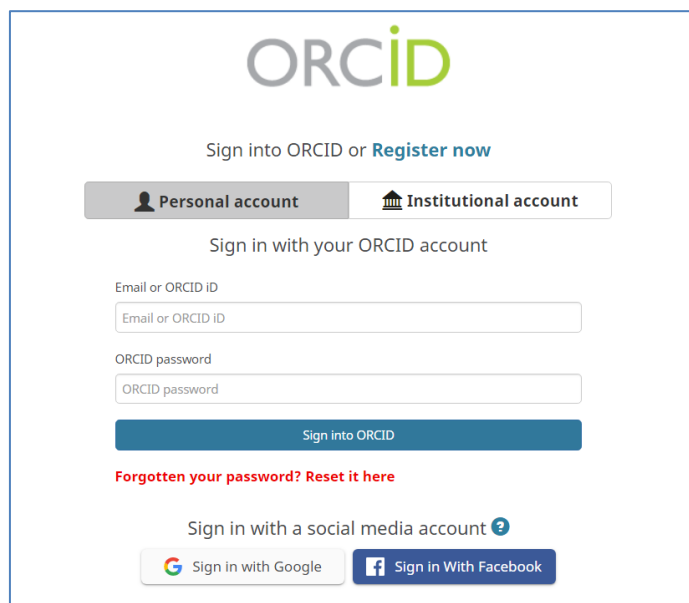 ORCiD
Sign into ORCID or Register now
Personal account
Institutional account
Sign in with your ORCID account
Email or ORCID iD
Email or ORCID iD
ORCID password
ORCID password
Sign into ORCID
Forgotten your password? Reset it here
Sign in with a social media account ?
Sign in with Google
Sign in With Facebook